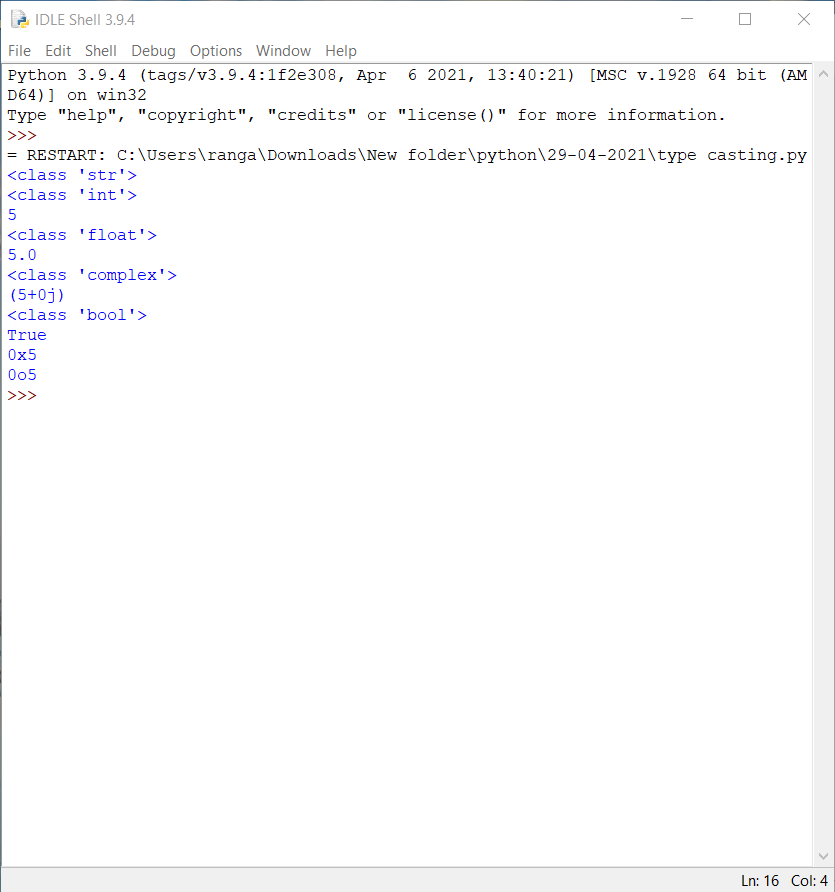 IDLE Shell 3.9.4
File Edit Shell Debug Options Window Help
Python 3.9.4 (tags/v3.9.4:1f2e308, Apr  6 2021, 13:40:21) [MSC v.1928 64 bit (AM
D64)] on win32
Type "help", "copyright", "credits" or "license()" for more information.
>>>
= RESTART: C:\Users\ranga\Downloads\New folder\python\29-04-2021\type casting.py
<class 'str'>
<class 'int'>
5
<class 'float'>
5.0
<class 'complex'>
(5+0j)
<class 'bool'>
True
0x5
0o5
>>>
Ln: 16 Col: 4